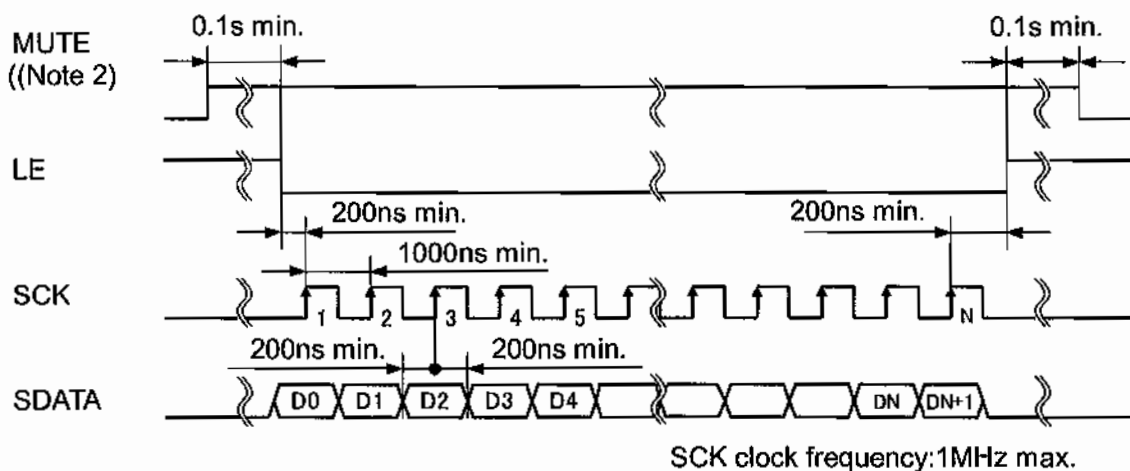 0.1s min. 0.1s min.
MUTE
((Note 2)
LE
200ns min. 200ns min.
1000ns min.
SCK
1 2 3 4 5 N
200ns min. 200ns min.
SDATA
D0 D1 D2 D3 D4 DN DN+1
SCK clock frequency:1MHz max.